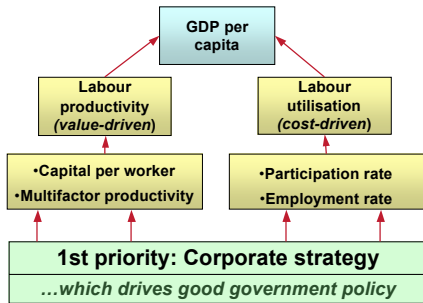 GDP per
capita
Labour
productivity
(value-driven)
Labour
utilisation
(cost-driven)
•Capital per worker
•Multifactor productivity
•Participation rate
•Employment rate
1st priority: Corporate strategy
...which drives good government policy